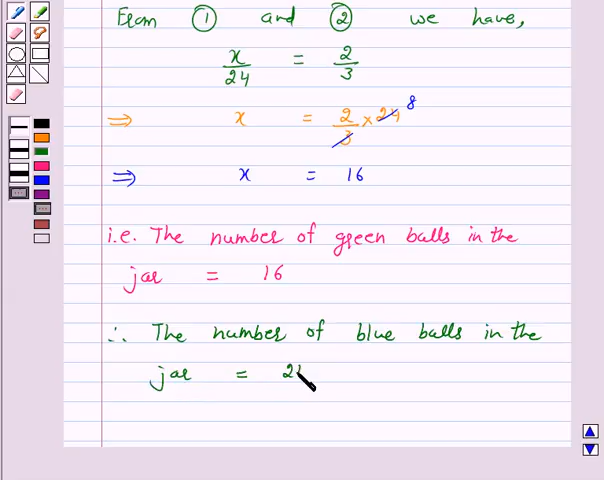 From ① and ② we have,
x/24 = 2/3
⇒ x = 2/3 × 24 8
⇒ x = 16
i.e. The number of green balls in the
jar = 16
∴ The number of blue balls in the
jar = 2